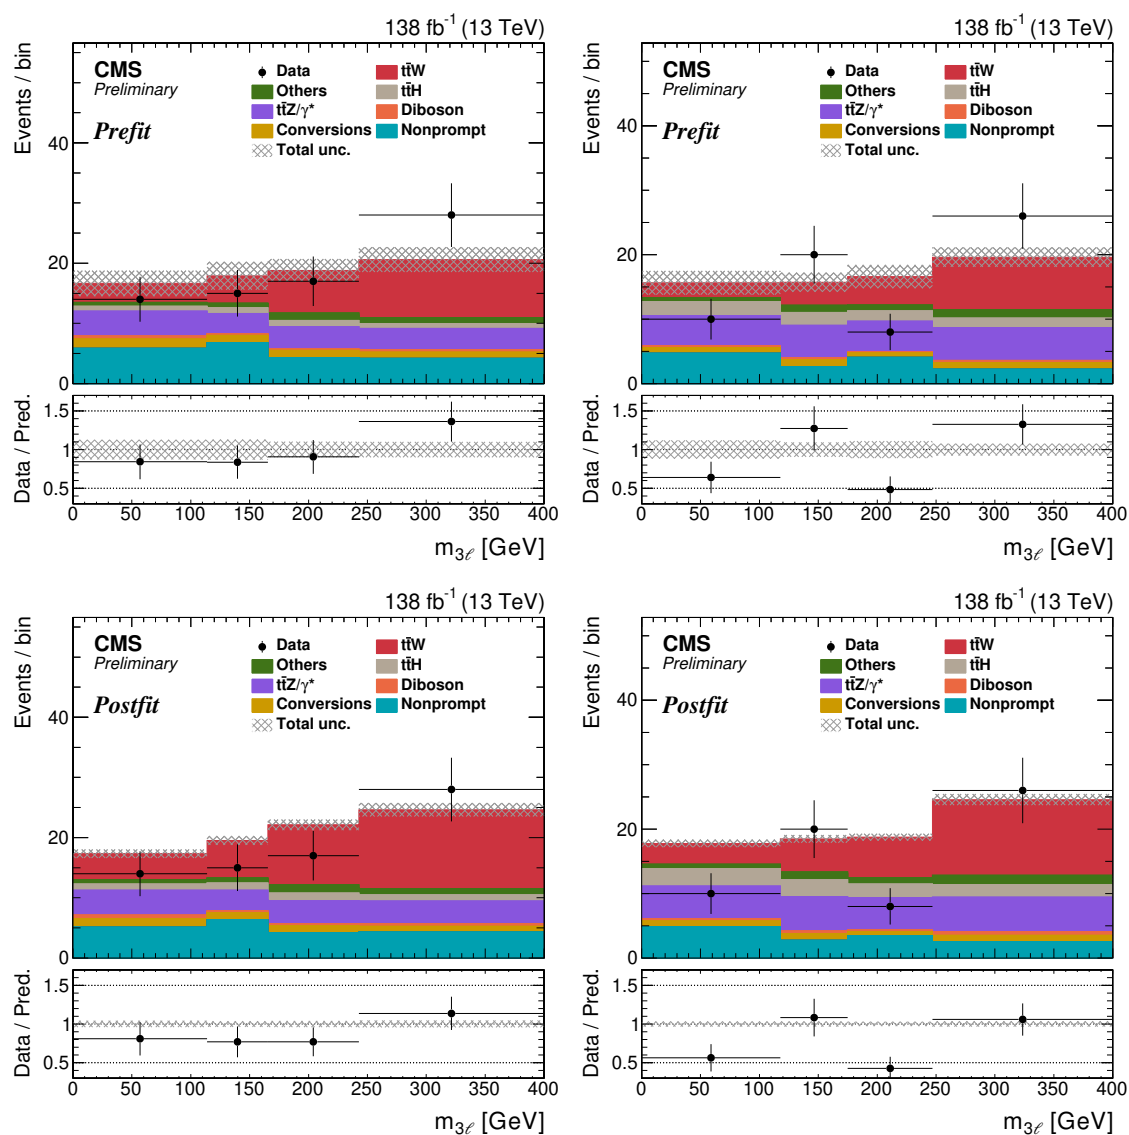 138 fb⁻¹ (13 TeV)
Events / bin
CMS
Preliminary
Prefit
Data
tt̄W
Others
tt̄H
tt̄Z/γ*
Diboson
Conversions
Nonprompt
Total unc.
40
20
0
Data / Pred.
1.5
1
0.5
0 50 100 150 200 250 300 350 400
m3ℓ [GeV]
138 fb⁻¹ (13 TeV)
Events / bin
CMS
Preliminary
Prefit
Data
tt̄W
Others
tt̄H
tt̄Z/γ*
Diboson
Conversions
Nonprompt
Total unc.
40
20
0
Data / Pred.
1.5
1
0.5
0 50 100 150 200 250 300 350 400
m3ℓ [GeV]
138 fb⁻¹ (13 TeV)
Events / bin
CMS
Preliminary
Postfit
Data
tt̄W
Others
tt̄H
tt̄Z/γ*
Diboson
Conversions
Nonprompt
Total unc.
40
20
0
Data / Pred.
1.5
1
0.5
0 50 100 150 200 250 300 350 400
m3ℓ [GeV]
138 fb⁻¹ (13 TeV)
Events / bin
CMS
Preliminary
Postfit
Data
tt̄W
Others
tt̄H
tt̄Z/γ*
Diboson
Conversions
Nonprompt
Total unc.
40
20
0
Data / Pred.
1.5
1
0.5
0 50 100 150 200 250 300 350 400
m3ℓ [GeV]